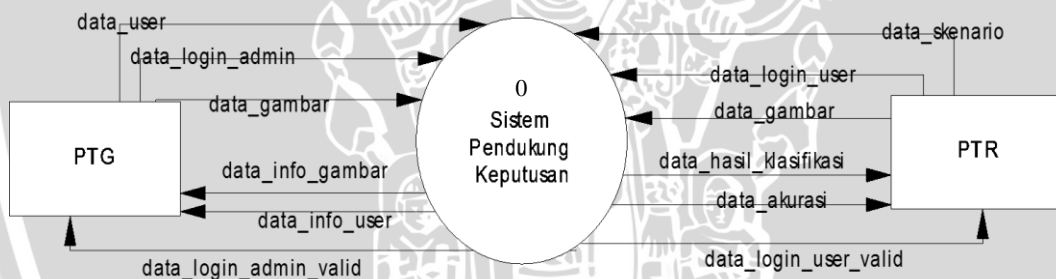 data_user
data_skenario
data_login_admin
data_login_user
data_gambar
data_gambar
0
Sistem
Pendukung
Keputusan
PTG
PTR
data_info_gambar
data_hasil_klasifikasi
data_info_user
data_akurasi
data_login_admin_valid
data_login_user_valid